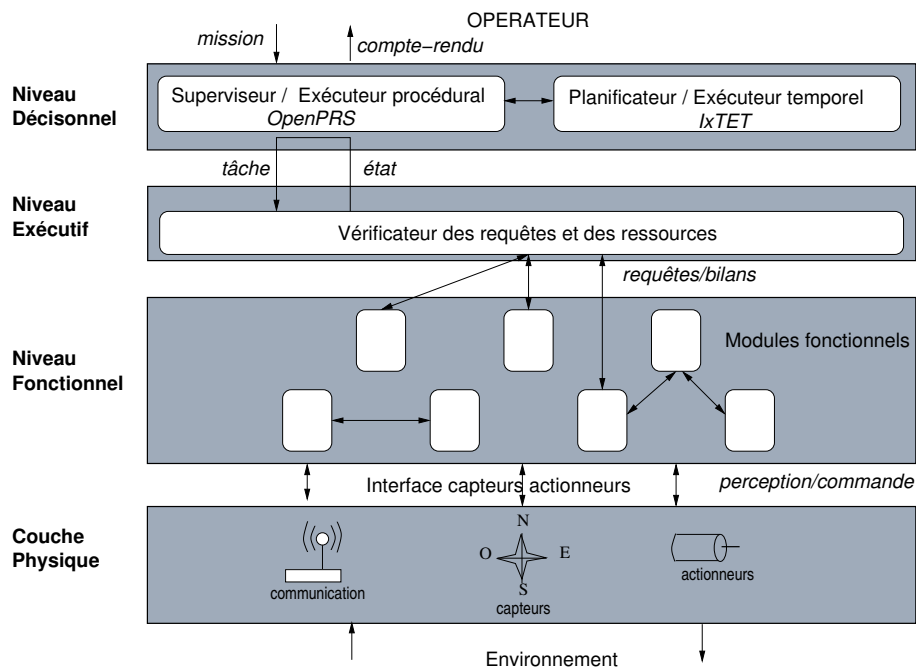 OPERATEUR
mission
compte−rendu
Niveau
Décisonnel
Superviseur / Exécuteur procédural
OpenPRS
Planificateur / Exécuteur temporel
IxTET
tâche
état
Niveau
Exécutif
Vérificateur des requêtes et des ressources
requêtes/bilans
Modules fonctionnels
Niveau
Fonctionnel
Interface capteurs actionneurs
perception/commande
Couche
Physique
N
O
E
S
communication
capteurs
actionneurs
Environnement